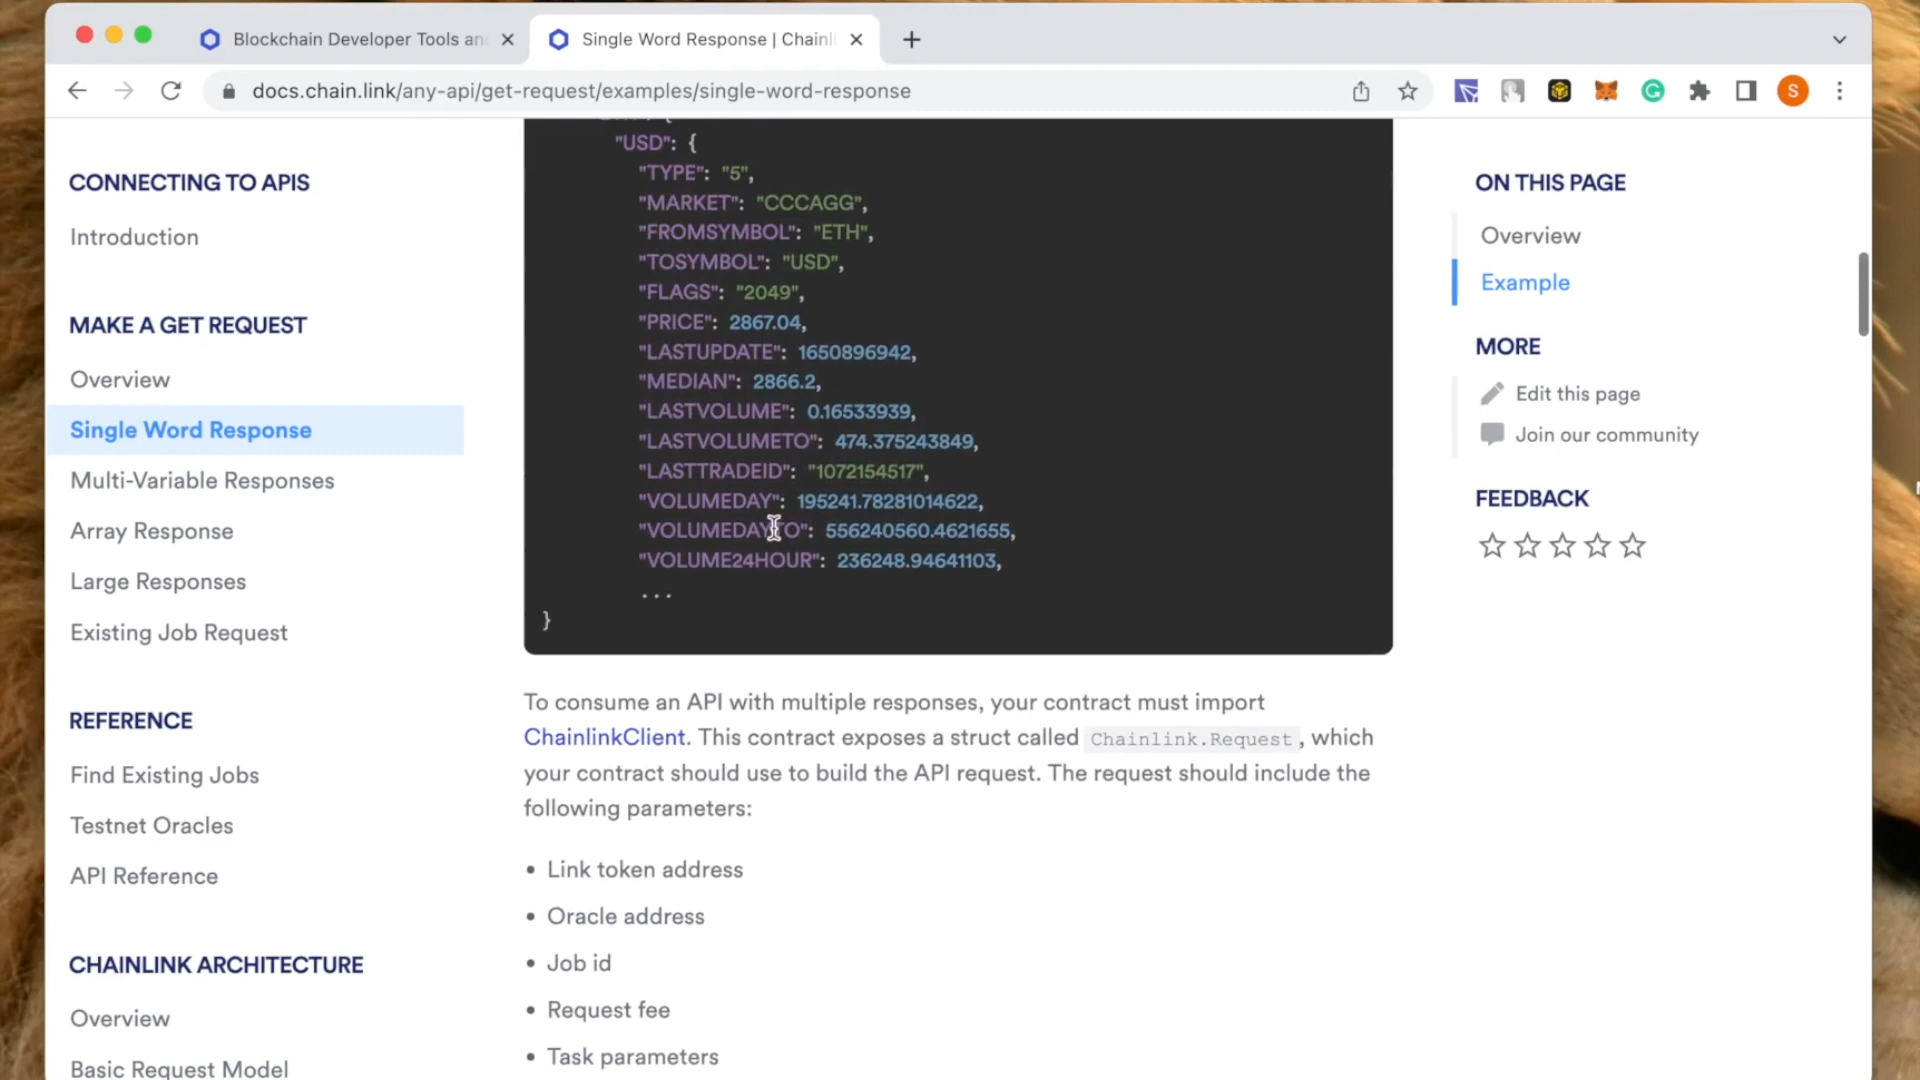 Blockchain Developer Tools an
Single Word Response | Chainl
docs.chain.link/any-api/get-request/examples/single-word-response
S
CONNECTING TO APIS
Introduction
MAKE A GET REQUEST
Overview
Single Word Response
Multi-Variable Responses
Array Response
Large Responses
Existing Job Request
REFERENCE
Find Existing Jobs
Testnet Oracles
API Reference
CHAINLINK ARCHITECTURE
Overview
Basic Request Model
"USD": {
"TYPE": "5",
"MARKET": "CCCAGG",
"FROMSYMBOL": "ETH",
"TOSYMBOL": "USD",
"FLAGS": "2049",
"PRICE": 2867.04,
"LASTUPDATE": 1650896942,
"MEDIAN": 2866.2,
"LASTVOLUME": 0.16533939,
"LASTVOLUMETO": 474.375243849,
"LASTTRADEID": "1072154517",
"VOLUMEDAY": 195241.78281014622,
"VOLUMEDAYTO": 556240560.4621655,
"VOLUME24HOUR": 236248.94641103,
...
}
To consume an API with multiple responses, your contract must import
ChainlinkClient. This contract exposes a struct called Chainlink.Request, which
your contract should use to build the API request. The request should include the
following parameters:
• Link token address
• Oracle address
• Job id
• Request fee
• Task parameters
ON THIS PAGE
Overview
Example
MORE
Edit this page
Join our community
FEEDBACK